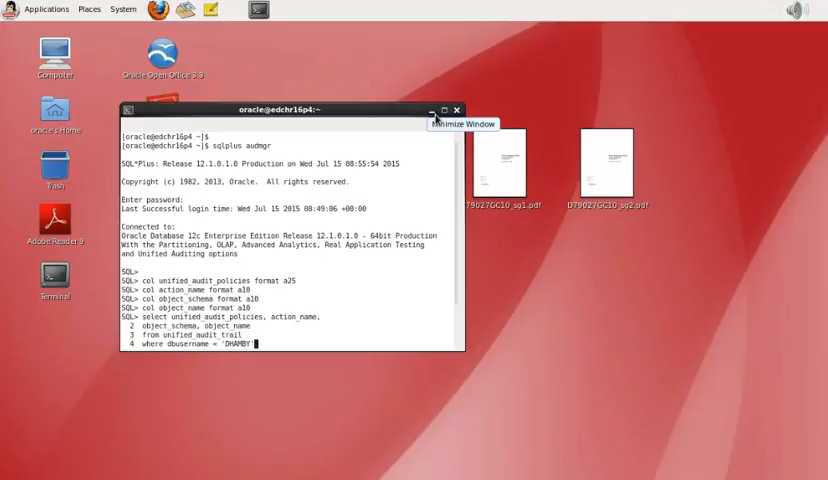 Applications Places System
Computer
Oracle Open Office 3.3
oracle's Home
Trash
Adobe Reader 9
Terminal
oracle@edchr16p4:~
Minimize Window
79027GC10_sg1.pdf
D79027GC10_sg2.pdf
[oracle@edchr16p4 ~]$
[oracle@edchr16p4 ~]$ sqlplus audmgr
SQL*Plus: Release 12.1.0.1.0 Production on Wed Jul 15 08:55:54 2015
Copyright (c) 1982, 2013, Oracle.  All rights reserved.
Enter password:
Last Successful login time: Wed Jul 15 2015 08:49:06 +00:00
Connected to:
Oracle Database 12c Enterprise Edition Release 12.1.0.1.0 - 64bit Production
With the Partitioning, OLAP, Advanced Analytics, Real Application Testing
and Unified Auditing options
SQL>
SQL> col unified_audit_policies format a25
SQL> col action_name format a10
SQL> col object_schema format a10
SQL> col object_name format a10
SQL> select unified_audit_policies, action_name,
2 object_schema, object_name
3 from unified_audit_trail
4 where dbusername = 'DHAMBY'